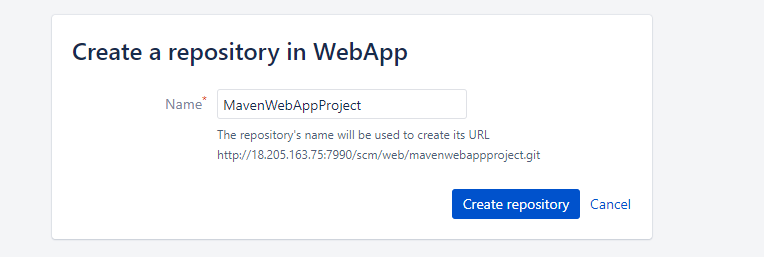 Create a repository in WebApp
Name*
MavenWebAppProject
The repository's name will be used to create its URL
http://18.205.163.75:7990/scm/web/mavenwebappproject.git
Create repository Cancel